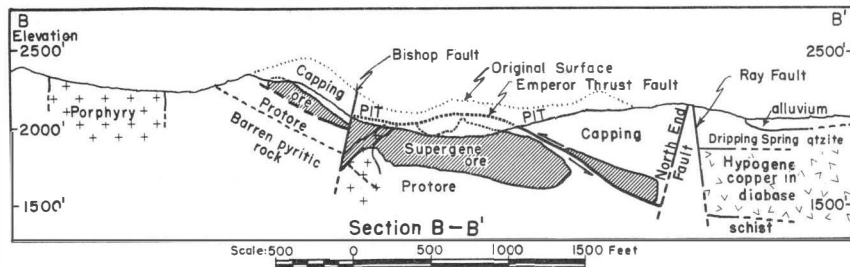 B
B'
Elevation
2500'
2500'
Bishop Fault
Original Surface
Emperor Thrust Fault
Ray Fault
Capping
ore
alluvium
Porphyry
PIT
PIT
2000'
Protore
Capping
Dripping Spring qtzite
Barren pyritic
rock
Supergene
ore
North End
Fault
Hypogene
copper in
diabase
Protore
1500'
1500'
schist
Section B-B'
Scale: 500 0 500 1000 1500 Feet